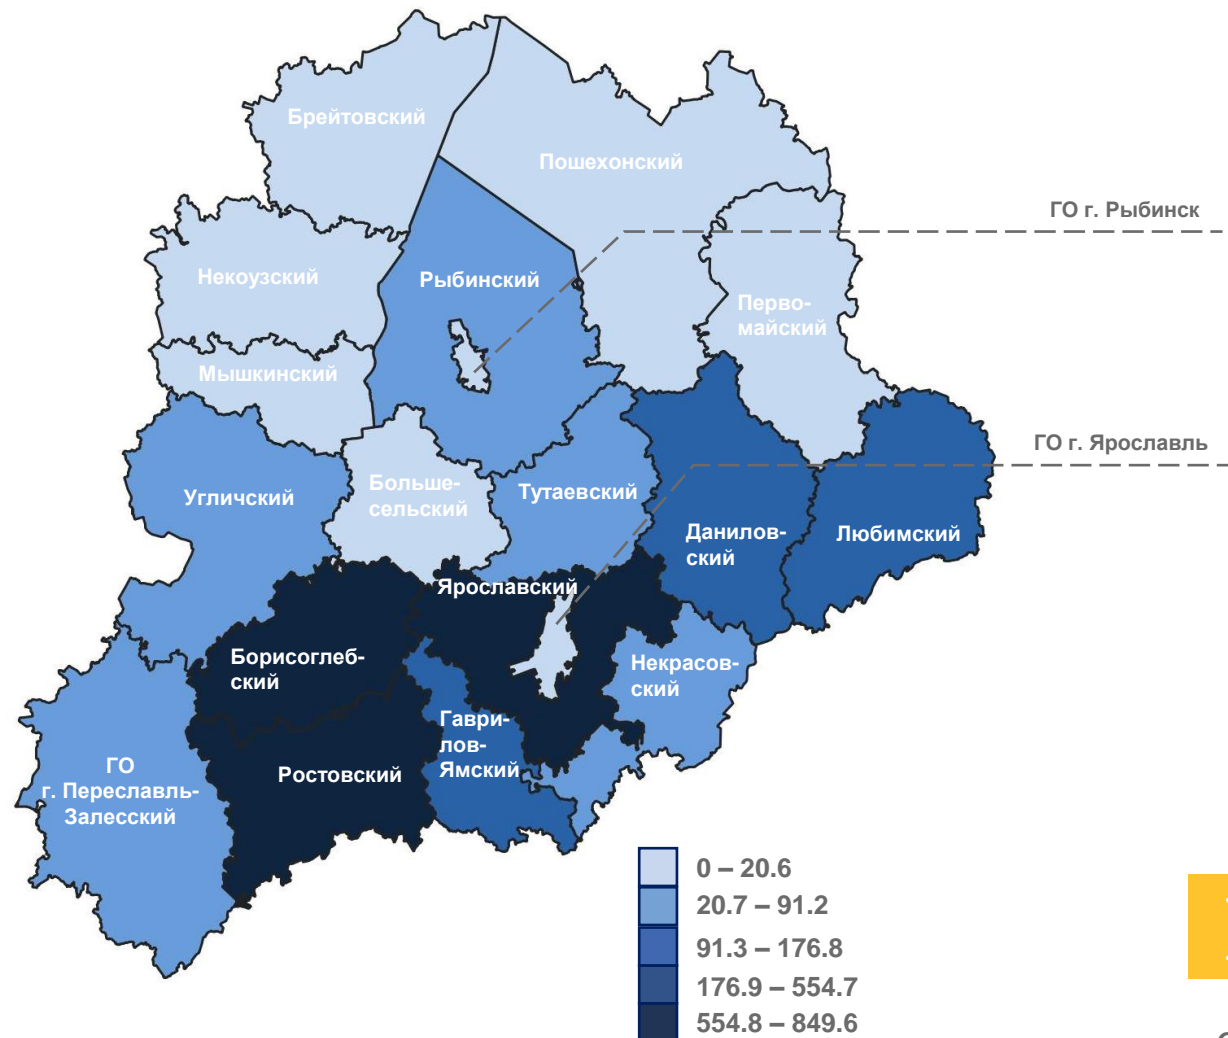 Брейтовский
Пошехонский
ГО г. Рыбинск
Некоузский
Рыбинский
Перво-
майский
Мышкинский
ГО г. Ярославль
Угличский
Больше-
сельский
Тутаевский
Данилов-
ский
Любимский
Ярославский
Борисоглеб-
ский
Некрасов-
ский
Гаври-
лов-
Ямский
ГО
г. Переславль-
Залесский
Ростовский
0 – 20.6
20.7 – 91.2
91.3 – 176.8
176.9 – 554.7
554.8 – 849.6